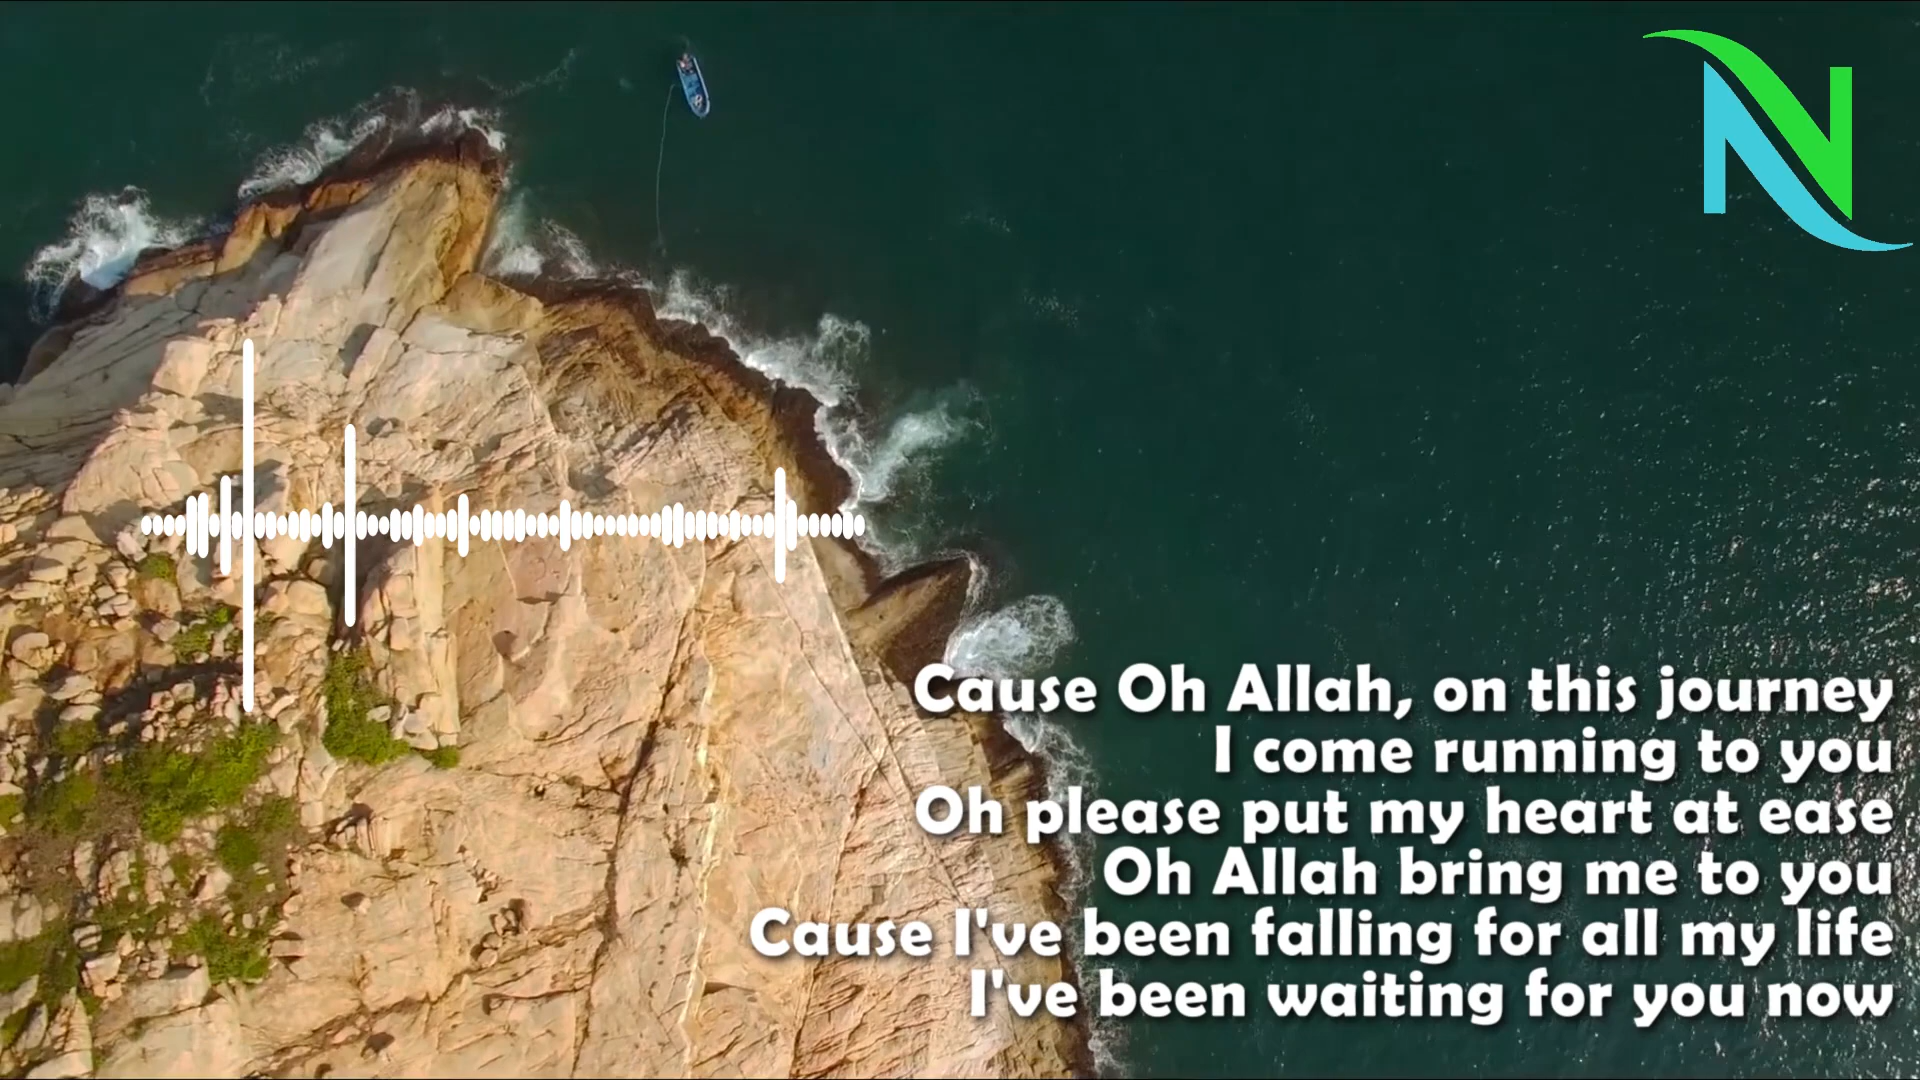 N
Cause Oh Allah, on this journey
I come running to you
Oh please put my heart at ease
Oh Allah bring me to you
Cause I've been falling for all my life
I've been waiting for you now